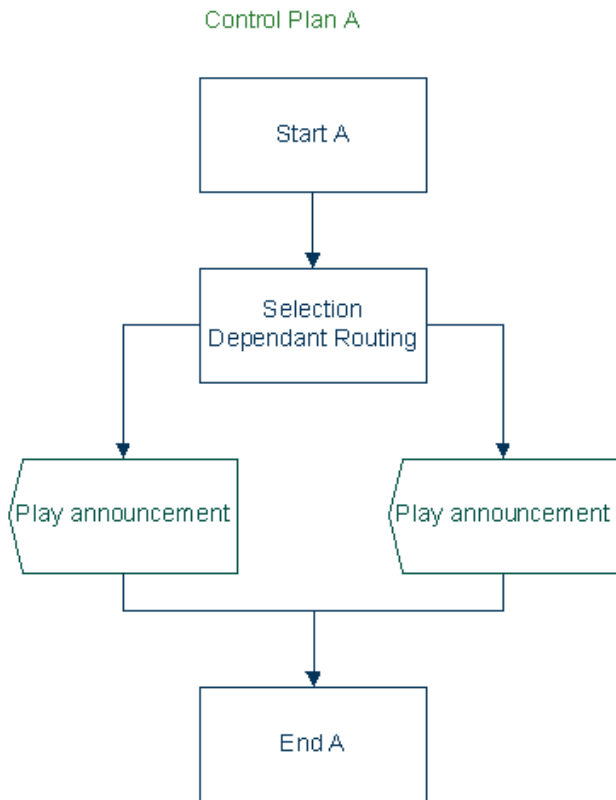 Control Plan A
Start A
Selection
Dependant Routing
Play announcement
Play announcement
End A